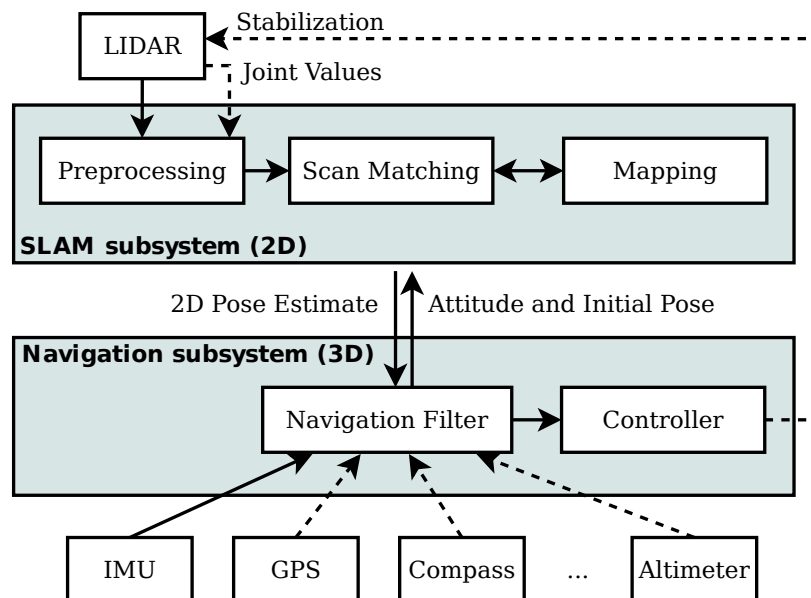 Stabilization
LIDAR
Joint Values
Preprocessing
Scan Matching
Mapping
SLAM subsystem (2D)
2D Pose Estimate
Attitude and Initial Pose
Navigation subsystem (3D)
Navigation Filter
Controller
IMU
GPS
Compass
...
Altimeter